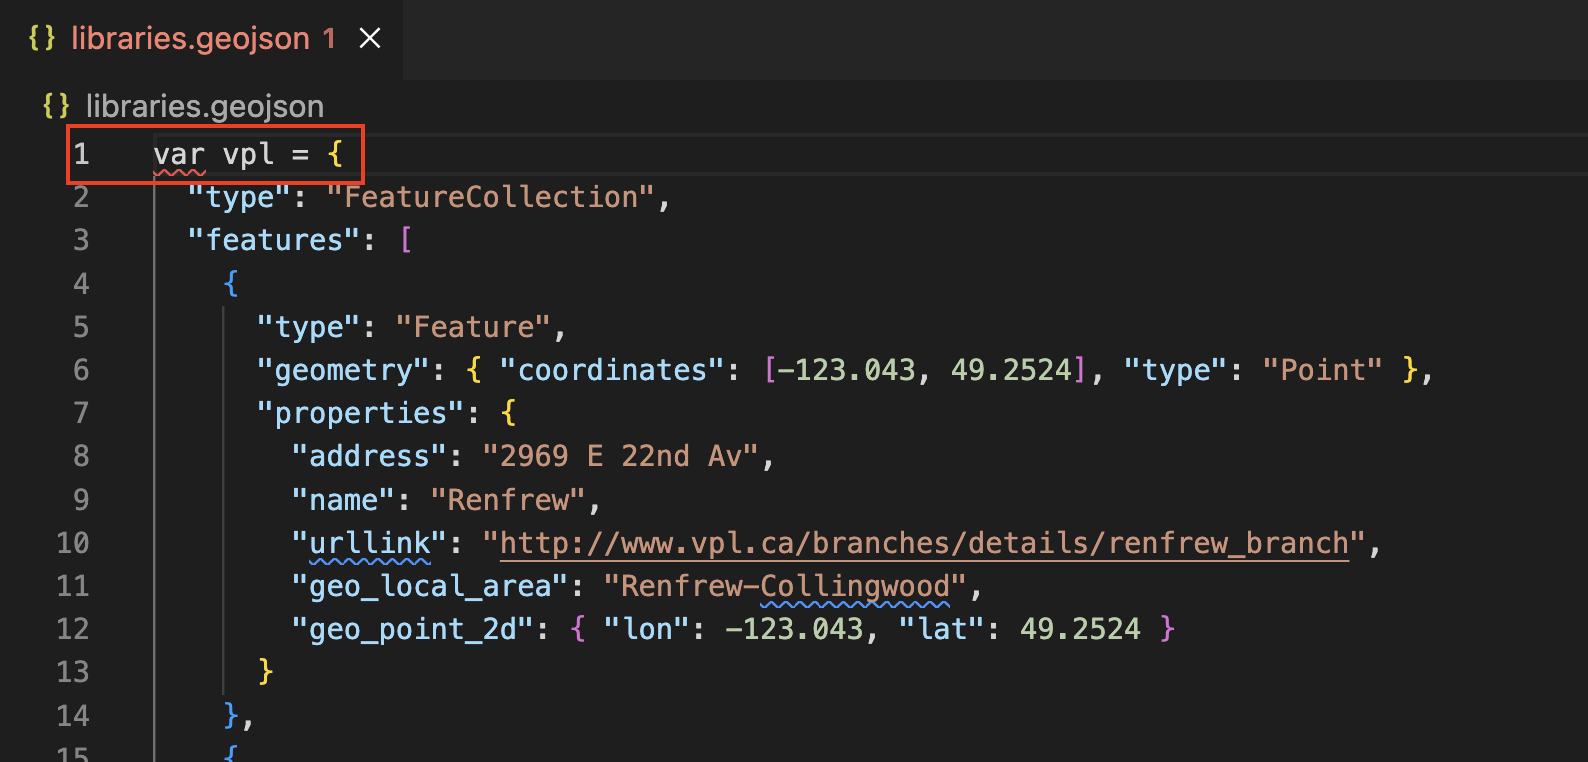 {} libraries.geojson 1 ×
{} libraries.geojson
1 var vpl = {
2 "type": "FeatureCollection",
3 "features": [
4 {
5 "type": "Feature",
6 "geometry": { "coordinates": [-123.043, 49.2524], "type": "Point" },
7 "properties": {
8 "address": "2969 E 22nd Av",
9 "name": "Renfrew",
10 "urllink": "http://www.vpl.ca/branches/details/renfrew_branch",
11 "geo_local_area": "Renfrew-Collingwood",
12 "geo_point_2d": { "lon": -123.043, "lat": 49.2524 }
13 }
14 },
15 {